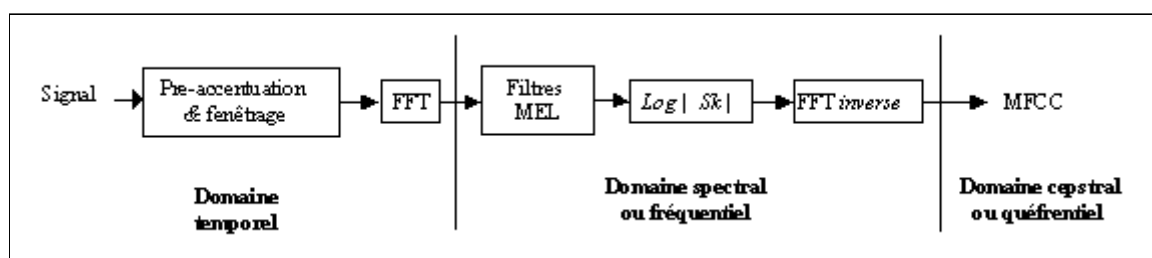 Signal
Pre-accentuation
& fenêtrage
FFT
Filtres
MEL
Log | Sk |
FFT inverse
MFCC
Domaine
temporel
Domaine spectral
ou fréquentiel
Domaine cepstral
ou quéfrentiel